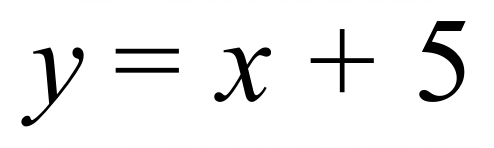 y = x + 5